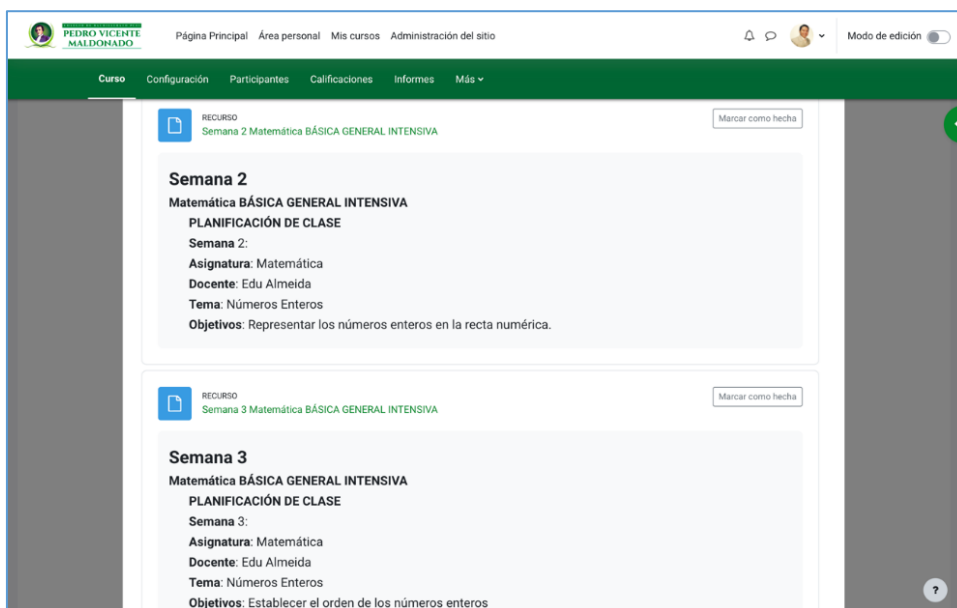 PEDRO VICENTE
MALDONADO
Página Principal Área personal Mis cursos Administración del sitio
Modo de edición
Curso Configuración Participantes Calificaciones Informes Más
RECURSO
Semana 2 Matemática BÁSICA GENERAL INTENSIVA
Marcar como hecha
Semana 2
Matemática BÁSICA GENERAL INTENSIVA
PLANIFICACIÓN DE CLASE
Semana 2:
Asignatura: Matemática
Docente: Edu Almeida
Tema: Números Enteros
Objetivos: Representar los números enteros en la recta numérica.
RECURSO
Semana 3 Matemática BÁSICA GENERAL INTENSIVA
Marcar como hecha
Semana 3
Matemática BÁSICA GENERAL INTENSIVA
PLANIFICACIÓN DE CLASE
Semana 3:
Asignatura: Matemática
Docente: Edu Almeida
Tema: Números Enteros
Objetivos: Establecer el orden de los números enteros
?